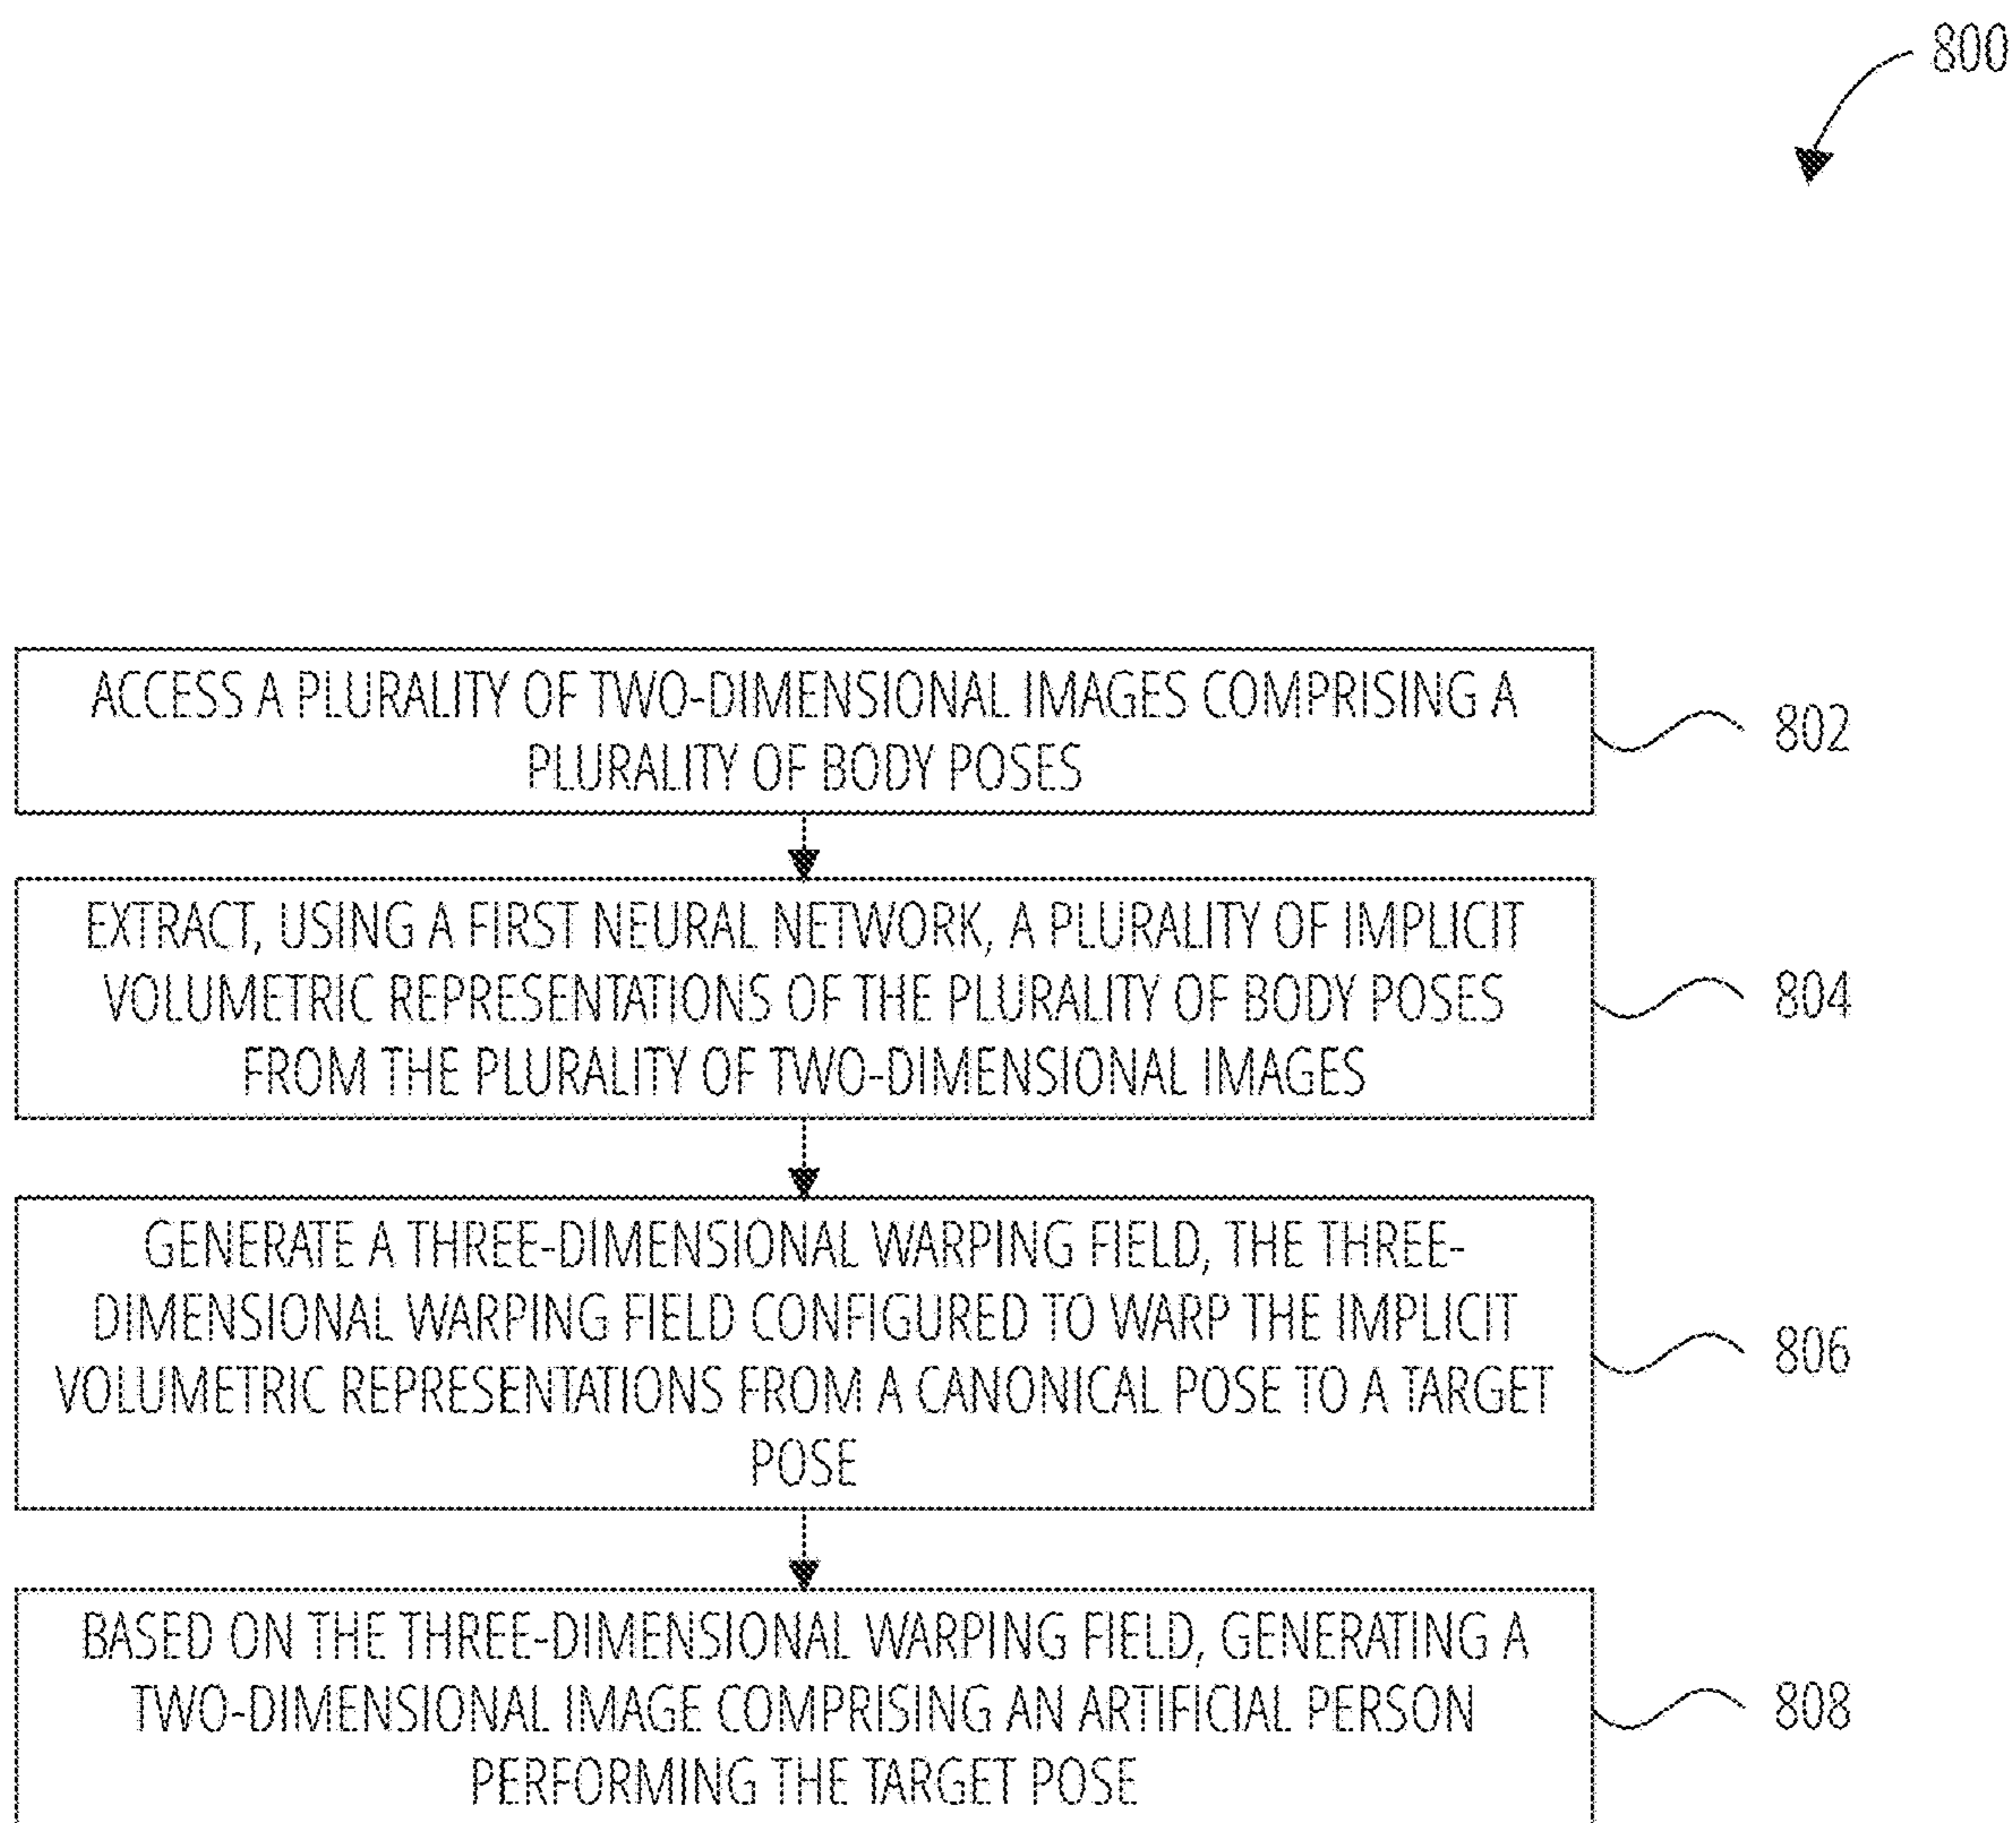 800
ACCESS A PLURALITY OF TWO-DIMENSIONAL IMAGES COMPRISING A
PLURALITY OF BODY POSES
802
EXTRACT, USING A FIRST NEURAL NETWORK, A PLURALITY OF IMPLICIT
VOLUMETRIC REPRESENTATIONS OF THE PLURALITY OF BODY POSES
FROM THE PLURALITY OF TWO-DIMENSIONAL IMAGES
804
GENERATE A THREE-DIMENSIONAL WARPING FIELD, THE THREE-
DIMENSIONAL WARPING FIELD CONFIGURED TO WARP THE IMPLICIT
VOLUMETRIC REPRESENTATIONS FROM A CANONICAL POSE TO A TARGET
POSE
806
BASED ON THE THREE-DIMENSIONAL WARPING FIELD, GENERATING A
TWO-DIMENSIONAL IMAGE COMPRISING AN ARTIFICIAL PERSON
PERFORMING THE TARGET POSE
808